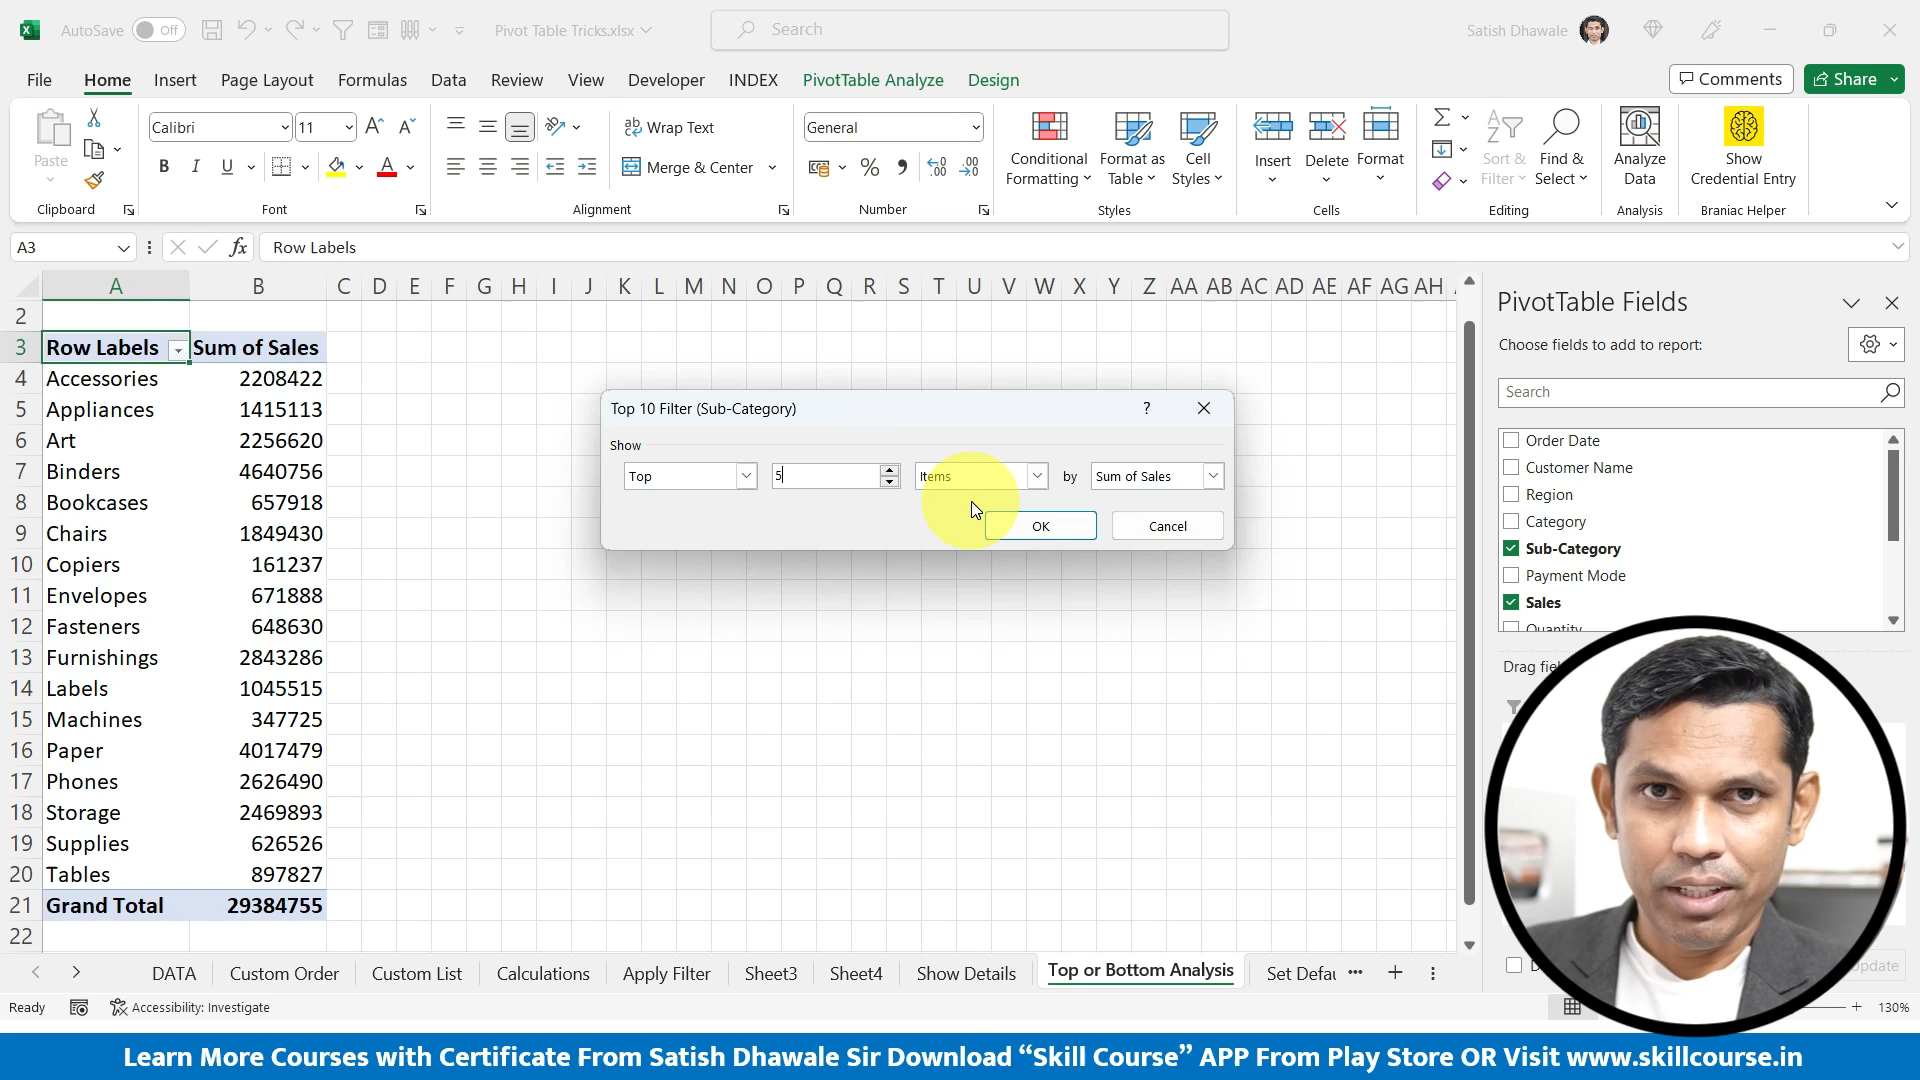 AutoSave Off Pivot Table Tricks.xlsx Search Satish Dhawale
File Home Insert Page Layout Formulas Data Review View Developer INDEX PivotTable Analyze Design Comments Share
Paste Calibri 11 Wrap Text General Conditional Formatting Format as Table Cell Styles Insert Delete Format Sort & Filter Find & Select Analyze Data Show Credential Entry
B I U A Merge & Center %
Clipboard Font Alignment Number Styles Cells Editing Analysis Braniac Helper
A3 fx Row Labels
A B C D E F G H I J K L M N O P Q R S T U V W X Y Z AA AB AC AD AE AF AG AH
2
3 Row Labels Sum of Sales
4 Accessories 2208422
5 Appliances 1415113
6 Art 2256620
7 Binders 4640756
8 Bookcases 657918
9 Chairs 1849430
10 Copiers 161237
11 Envelopes 671888
12 Fasteners 648630
13 Furnishings 2843286
14 Labels 1045515
15 Machines 347725
16 Paper 4017479
17 Phones 2626490
18 Storage 2469893
19 Supplies 626526
20 Tables 897827
21 Grand Total 29384755
22
Top 10 Filter (Sub-Category) ?
Show
Top 5 Items by Sum of Sales
OK Cancel
PivotTable Fields
Choose fields to add to report:
Search
Order Date
Customer Name
Region
Category
Sub-Category
Payment Mode
Sales
Quantity
Drag
DATA Custom Order Custom List Calculations Apply Filter Sheet3 Sheet4 Show Details Top or Bottom Analysis Set Defau ...
Ready Accessibility: Investigate 130%
Learn More Courses with Certificate From Satish Dhawale Sir Download “Skill Course” APP From Play Store OR Visit www.skillcourse.in